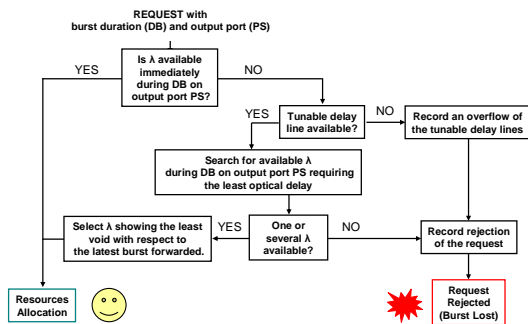 REQUEST with
burst duration (DB) and output port (PS)
Is λ available
immediately
during DB on
output port PS?
YES
NO
Tunable delay
line available?
YES
NO
Record an overflow of
the tunable delay lines
Search for available λ
during DB on output port PS requiring
the least optical delay
Select λ showing the least
void with respect to
the latest burst forwarded.
YES
One or
several λ
available?
NO
Record rejection
of the request
Resources
Allocation
Request
Rejected
(Burst Lost)